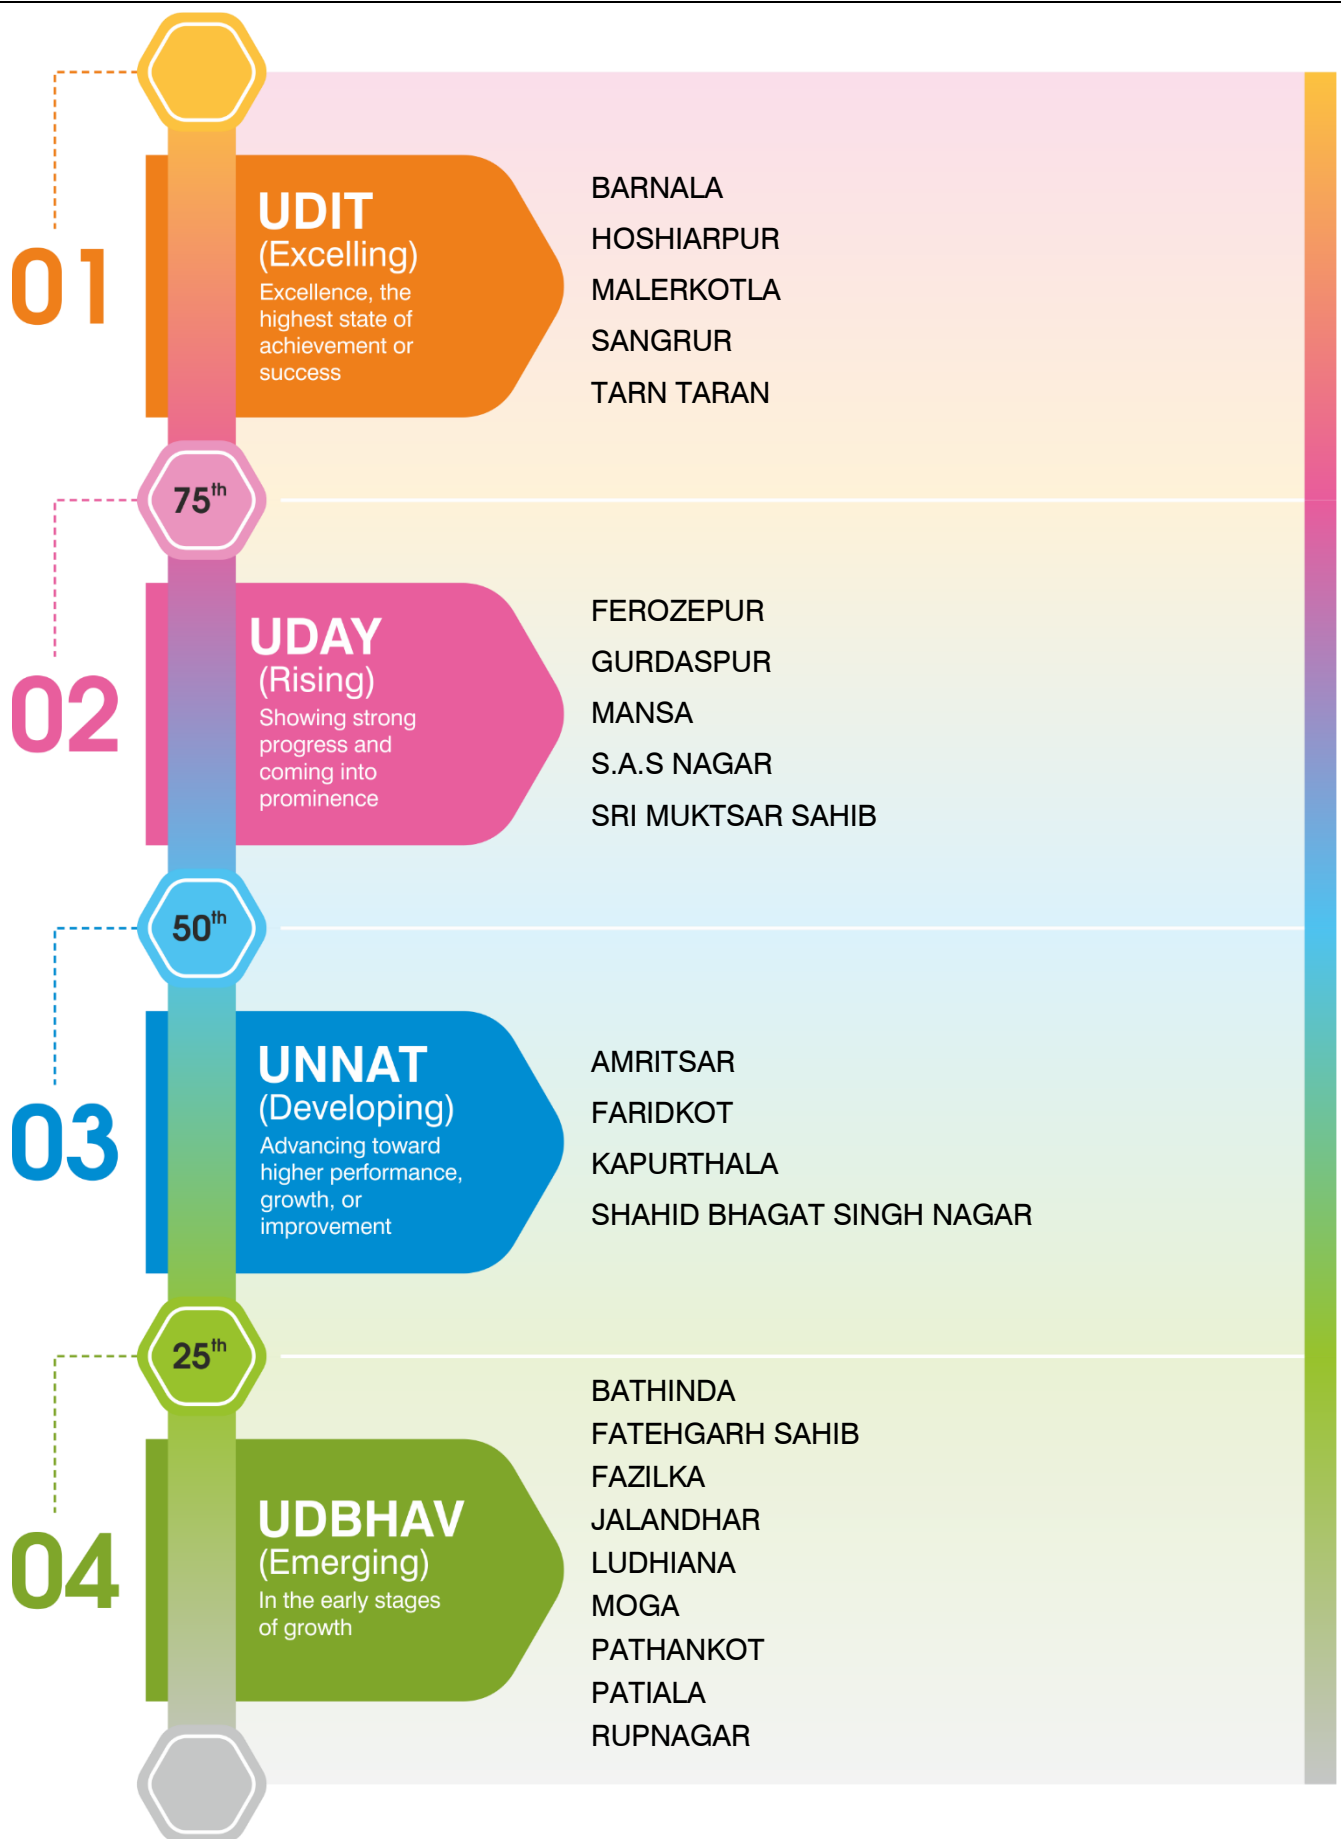 01
UDIT
(Excelling)
Excellence, the
highest state of
achievement or
success
BARNALA
HOSHIARPUR
MALERKOTLA
SANGRUR
TARN TARAN
75th
02
UDAY
(Rising)
Showing strong
progress and
coming into
prominence
FEROZEPUR
GURDASPUR
MANSA
S.A.S NAGAR
SRI MUKTSAR SAHIB
50th
03
UNNAT
(Developing)
Advancing toward
higher performance,
growth, or
improvement
AMRITSAR
FARIDKOT
KAPURTHALA
SHAHID BHAGAT SINGH NAGAR
25th
04
UDBHAV
(Emerging)
In the early stages
of growth
BATHINDA
FATEHGARH SAHIB
FAZILKA
JALANDHAR
LUDHIANA
MOGA
PATHANKOT
PATIALA
RUPNAGAR